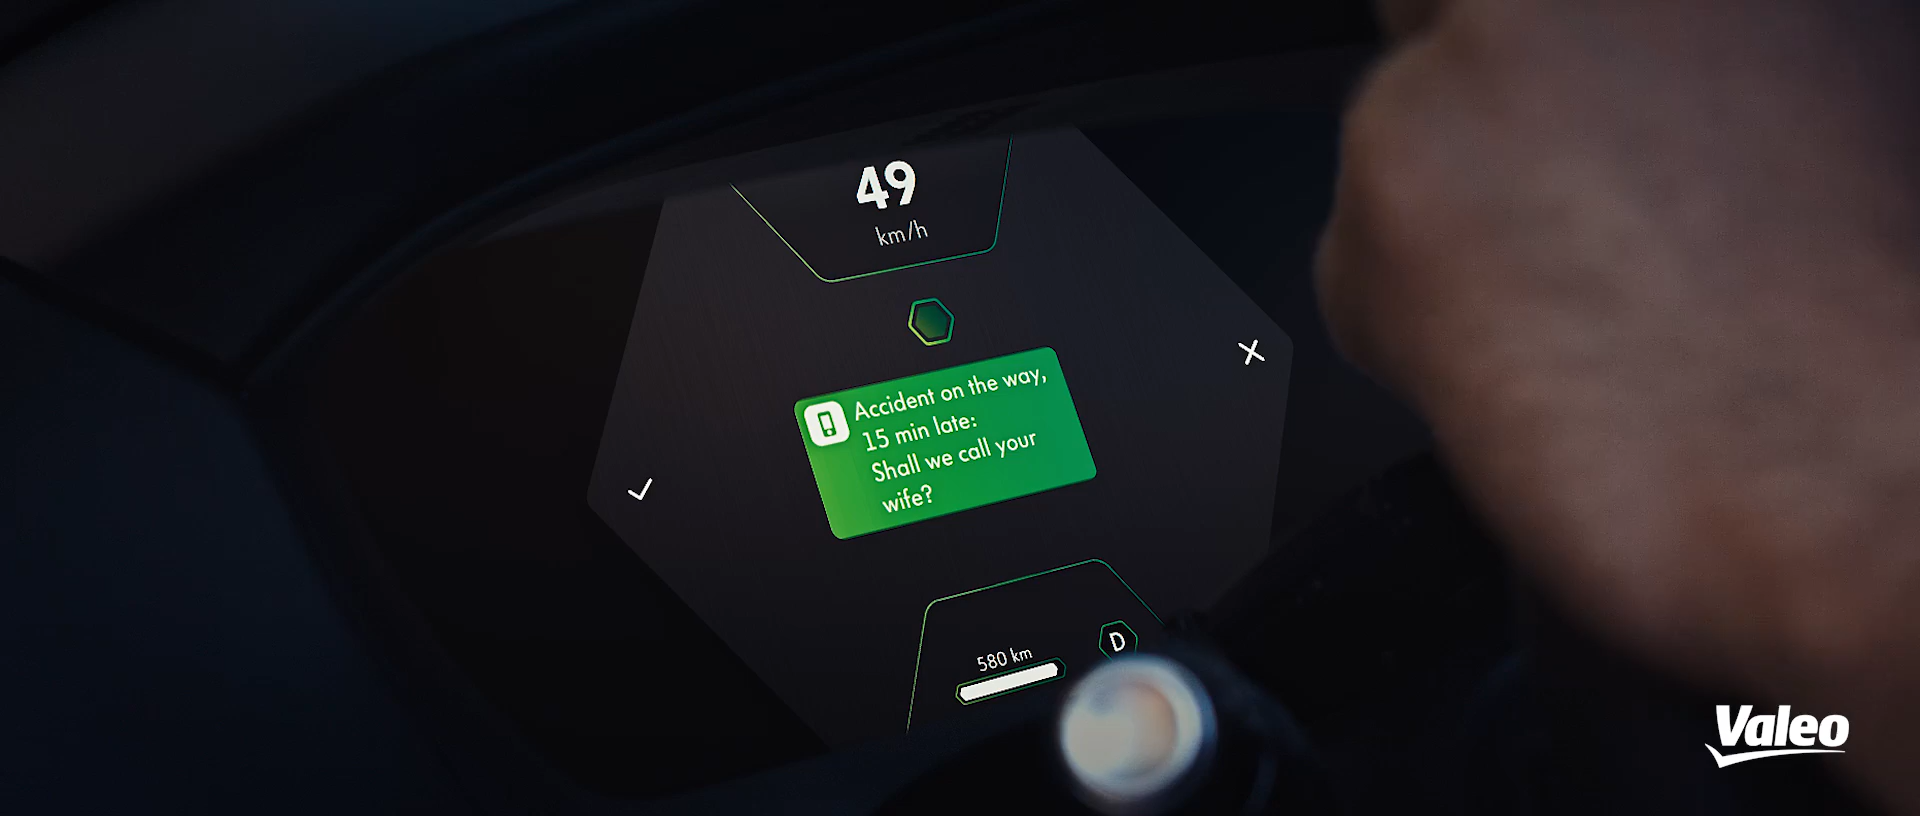 49
km/h
Accident on the way,
15 min late:
Shall we call your
wife?
580 km
D
Valeo